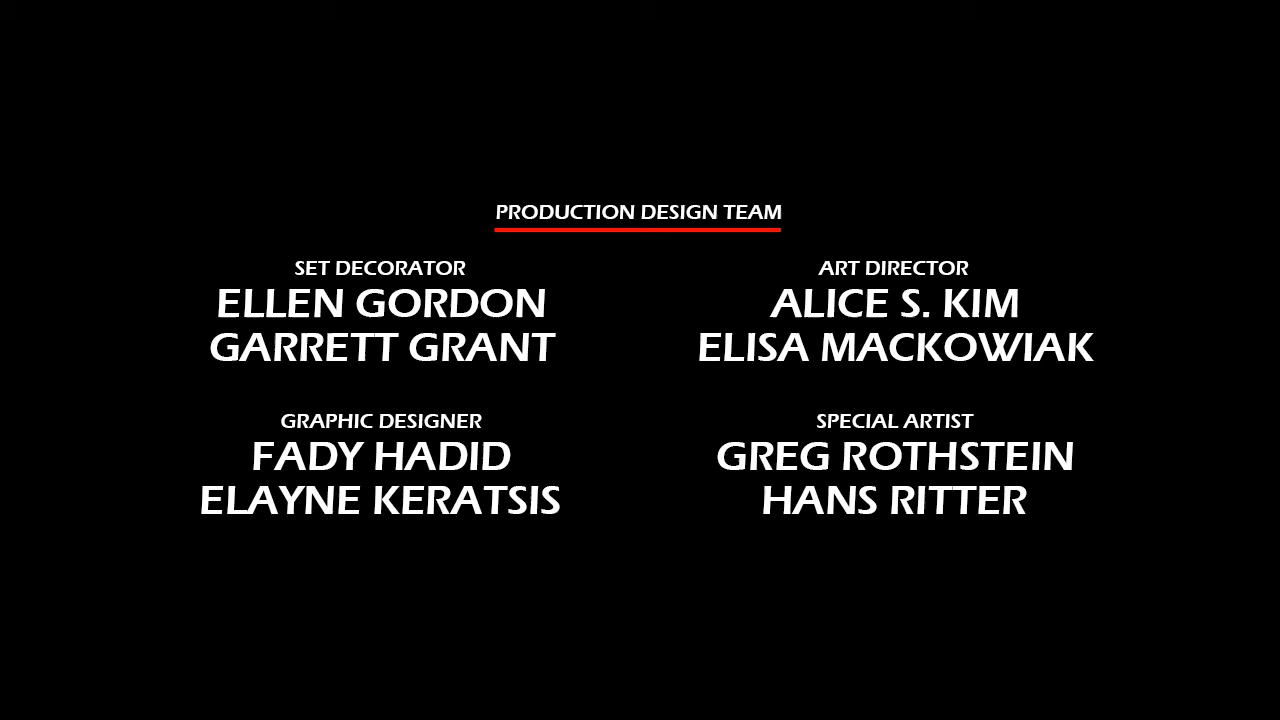 PRODUCTION DESIGN TEAM
SET DECORATOR
ELLEN GORDON
GARRETT GRANT
ART DIRECTOR
ALICE S. KIM
ELISA MACKOWIAK
GRAPHIC DESIGNER
FADY HADID
ELAYNE KERATSIS
SPECIAL ARTIST
GREG ROTHSTEIN
HANS RITTER